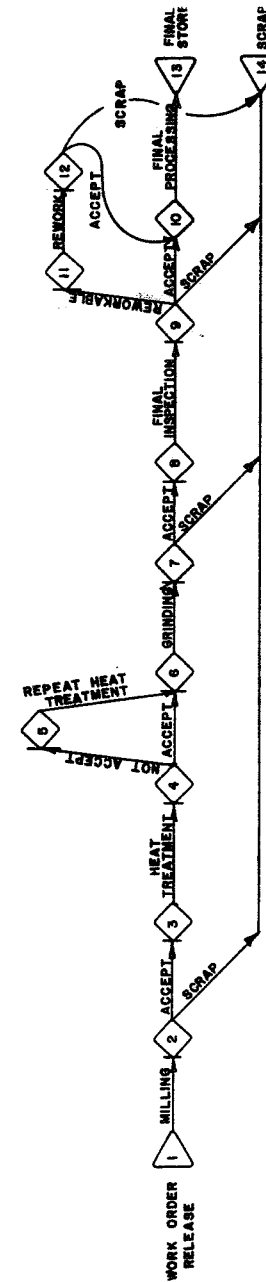 WORK ORDER
RELEASE
1
MILLING
2
ACCEPT
SCRAP
3
HEAT
TREATMENT
4
NOT ACCEPT
5
REPEAT HEAT
TREATMENT
ACCEPT
6
GRINDING
7
ACCEPT
SCRAP
8
FINAL
INSPECTION
9
REWORKABLE
11
REWORK
12
ACCEPT
SCRAP
ACCEPT
SCRAP
10
FINAL
PROCESSING
13
FINAL
STORE
14
SCRAP